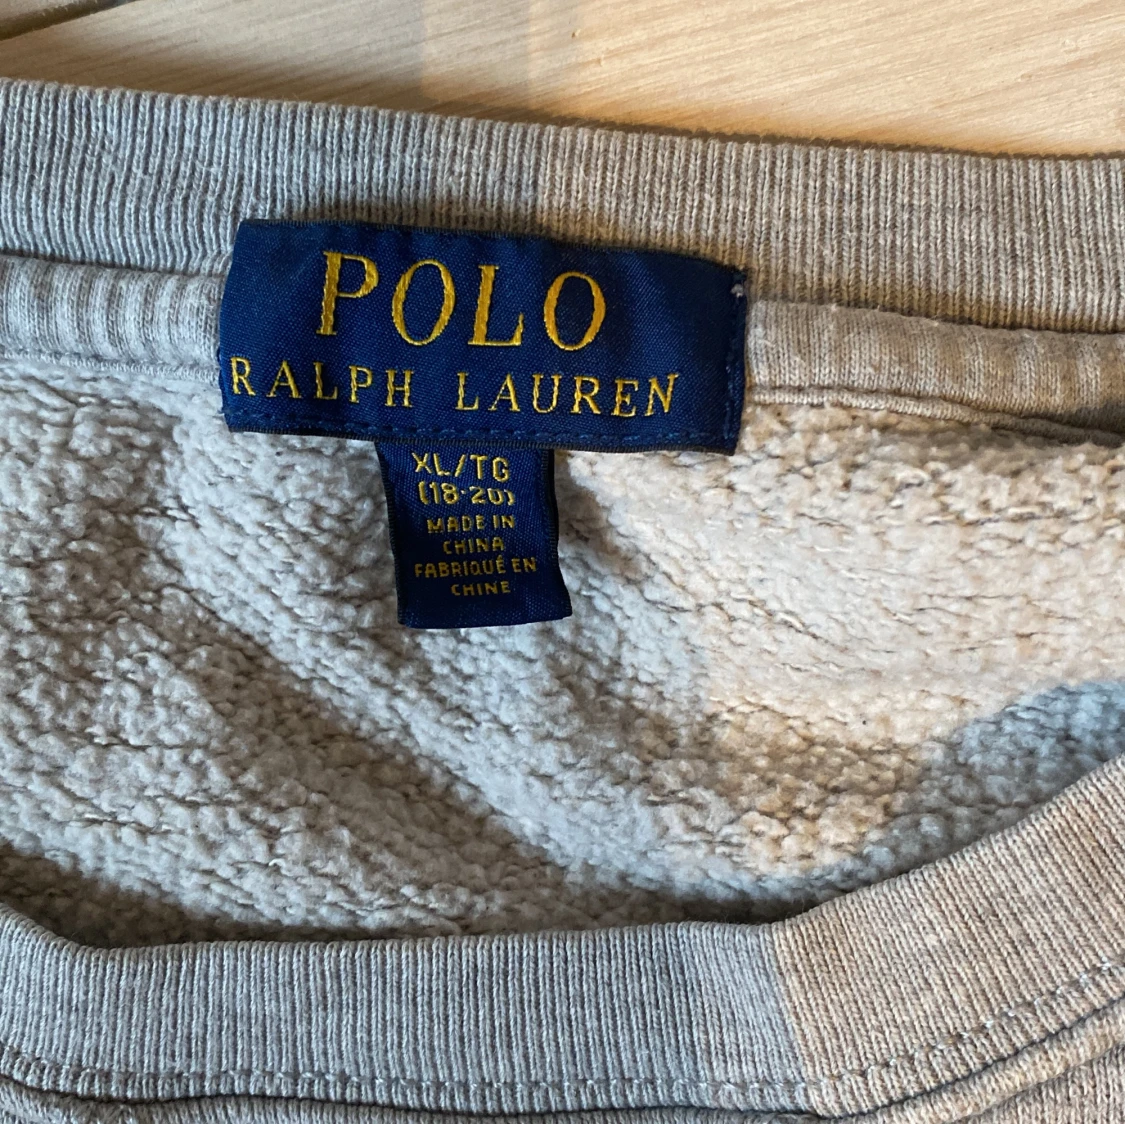 POLO
RALPH LAUREN
XL/TG
(18-20)
MADE IN
CHINA
FABRIQUÉ EN
CHINE